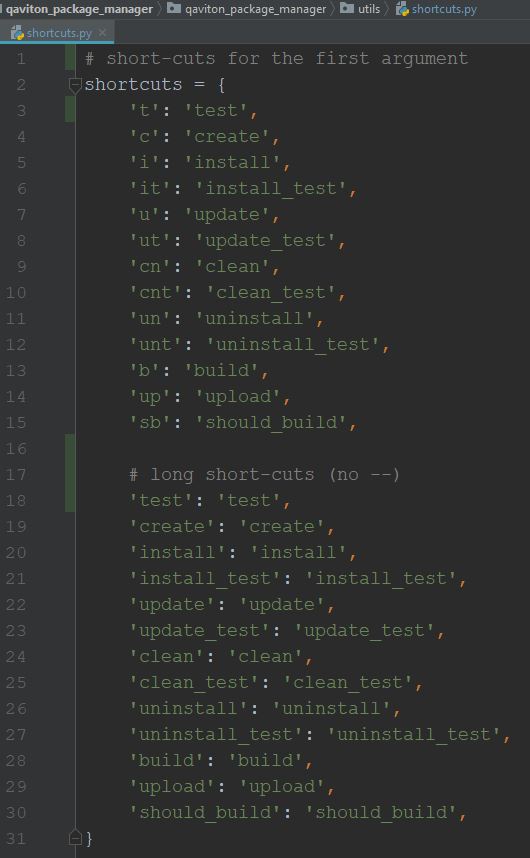 qaviton_package_manager qaviton_package_manager utils shortcuts.py
shortcuts.py
1 # short-cuts for the first argument
2 shortcuts = {
3     't': 'test',
4     'c': 'create',
5     'i': 'install',
6     'it': 'install_test',
7     'u': 'update',
8     'ut': 'update_test',
9     'cn': 'clean',
10     'cnt': 'clean_test',
11     'un': 'uninstall',
12     'unt': 'uninstall_test',
13     'b': 'build',
14     'up': 'upload',
15     'sb': 'should_build',
16
17     # long short-cuts (no --)
18     'test': 'test',
19     'create': 'create',
20     'install': 'install',
21     'install_test': 'install_test',
22     'update': 'update',
23     'update_test': 'update_test',
24     'clean': 'clean',
25     'clean_test': 'clean_test',
26     'uninstall': 'uninstall',
27     'uninstall_test': 'uninstall_test',
28     'build': 'build',
29     'upload': 'upload',
30     'should_build': 'should_build',
31 }